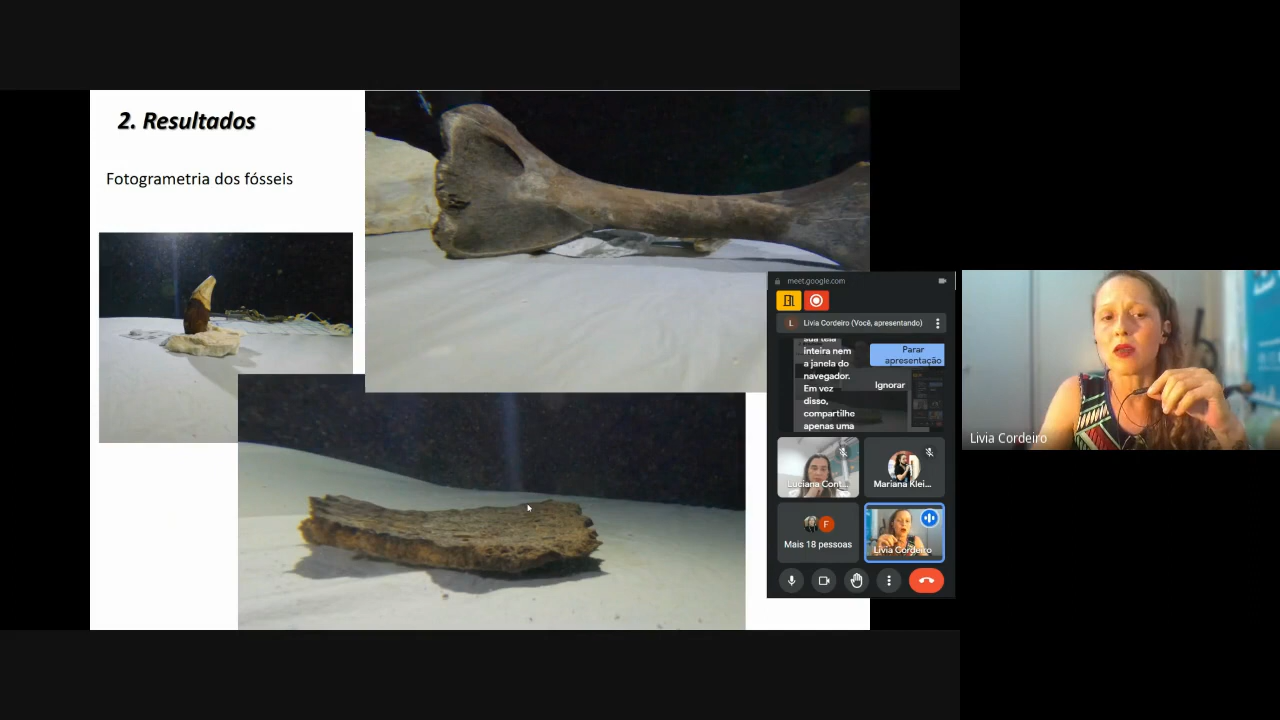 2. Resultados
Fotogrametria dos fósseis
meet.google.com
L
Livia Cordeiro (Você, apresentando)
sua tela
inteira nem
a janela do
navegador.
Em vez
disso,
compartilhe
apenas uma
Parar
apresentação
Ignorar
Luciana Cont...
Mariana Klei...
F
Mais 18 pessoas
Livia Cordeiro
Livia Cordeiro